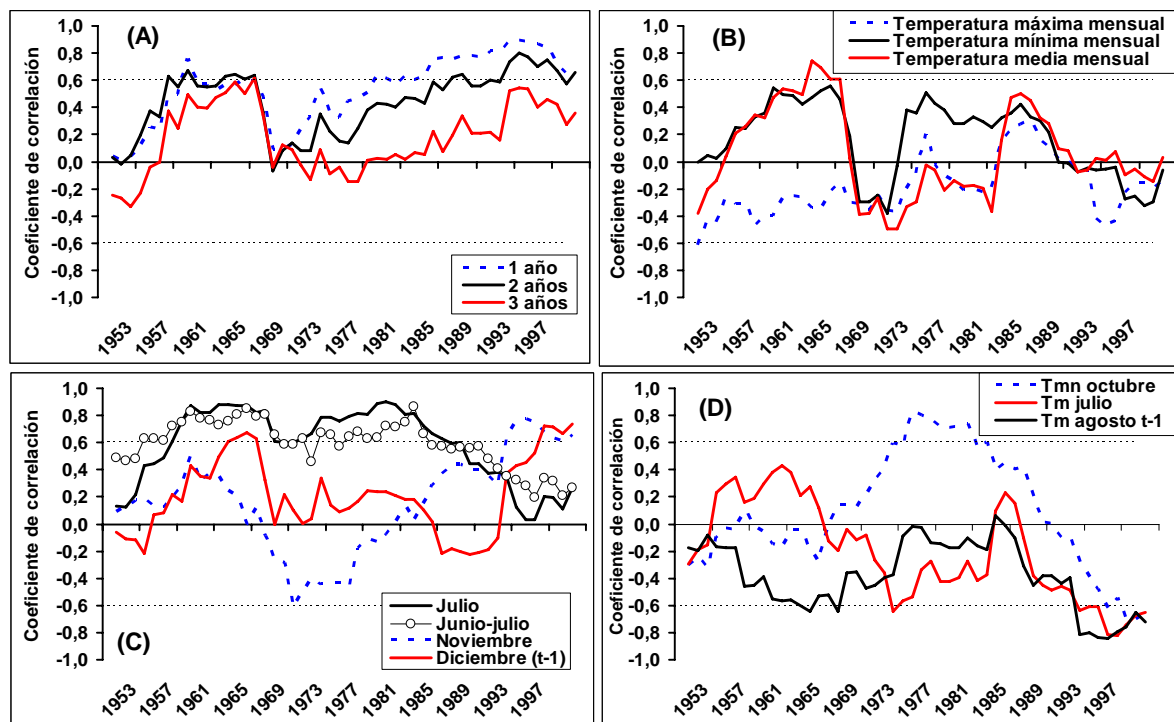 (A)
Coeficiente de correlación
1,0
0,8
0,6
0,4
0,2
0,0
-0,2
-0,4
-0,6
-0,8
-1,0
1 año
2 años
3 años
1953 1957 1961 1965 1969 1973 1977 1981 1985 1989 1993 1997
(B)
Coeficiente de correlación
1,0
0,8
0,6
0,4
0,2
0,0
-0,2
-0,4
-0,6
-0,8
-1,0
Temperatura máxima mensual
Temperatura mínima mensual
Temperatura media mensual
1953 1957 1961 1965 1969 1973 1977 1981 1985 1989 1993 1997
(C)
Coeficiente de correlación
1,0
0,8
0,6
0,4
0,2
0,0
-0,2
-0,4
-0,6
-0,8
-1,0
Julio
Junio-julio
Noviembre
Diciembre (t-1)
1953 1957 1961 1965 1969 1973 1977 1981 1985 1989 1993 1997
(D)
Coeficiente de correlación
1,0
0,8
0,6
0,4
0,2
0,0
-0,2
-0,4
-0,6
-0,8
-1,0
Tmn octubre
Tm julio
Tm agosto t-1
1953 1957 1961 1965 1969 1973 1977 1981 1985 1989 1993 1997